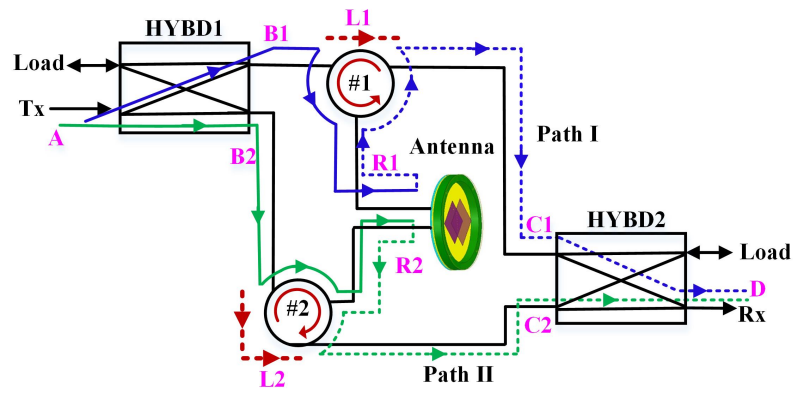 L1
HYBD1
B1
Load
#1
Tx
A
Path I
B2
R1
Antenna
C1
HYBD2
R2
Load
D
#2
C2
Rx
L2
Path II